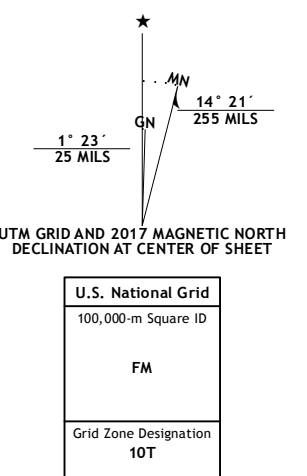 MN
GN
14° 21´
255 MILS
1° 23´
25 MILS
UTM GRID AND 2017 MAGNETIC NORTH
DECLINATION AT CENTER OF SHEET
U.S. National Grid
100,000-m Square ID
FM
Grid Zone Designation
10T